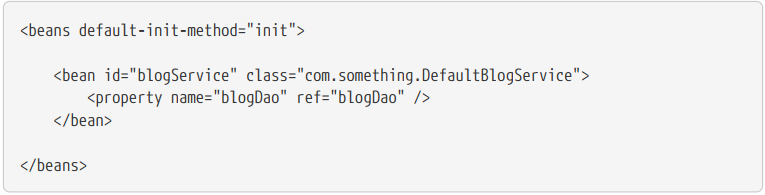 <beans default-init-method="init">
<bean id="blogService" class="com.something.DefaultBlogService">
<property name="blogDao" ref="blogDao" />
</bean>
</beans>